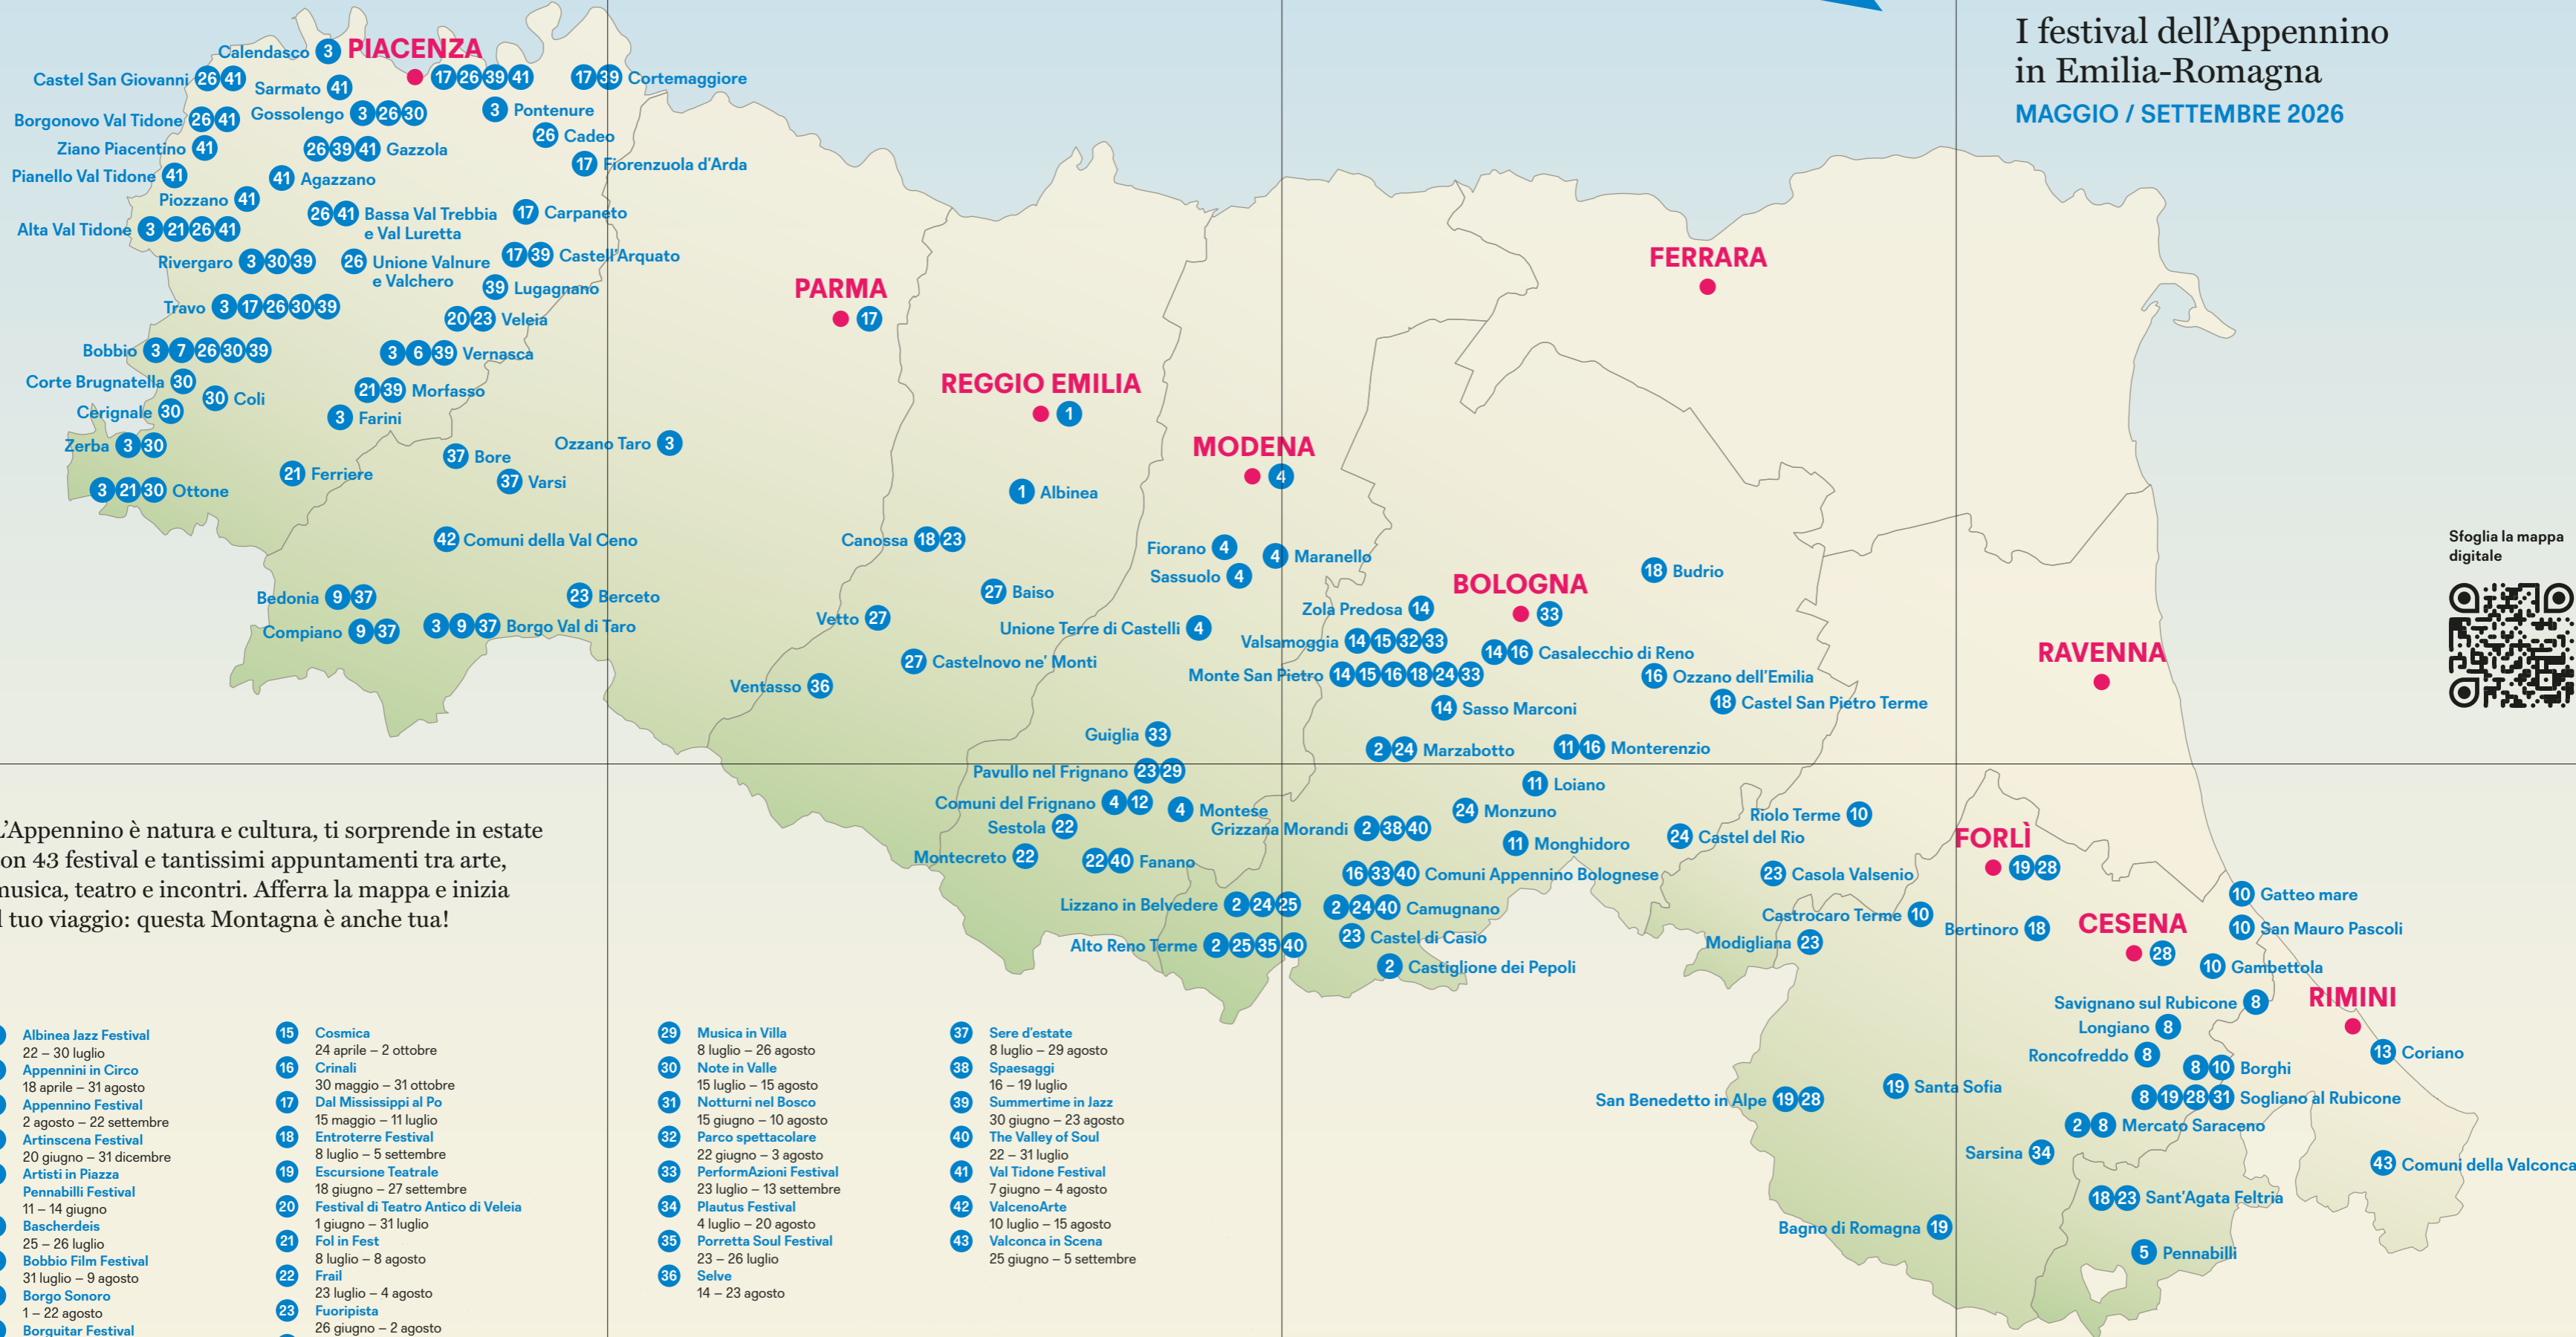 I festival dell'Appennino
in Emilia-Romagna
MAGGIO / SETTEMBRE 2026
Calendasco 3
PIACENZA
17 26 39 41
17 39 Cortemaggiore
Castel San Giovanni 26 41
Sarmato 41
Gossolengo 3 26 30
3 Pontenure
Borgonovo Val Tidone 26 41
26 Cadeo
Ziano Piacentino 41
26 39 41 Gazzola
17 Fiorenzuola d'Arda
Pianello Val Tidone 41
41 Agazzano
Piozzano 41
26 41 Bassa Val Trebbia
e Val Luretta
17 Carpaneto
Alta Val Tidone 3 21 26 41
Rivergaro 3 30 39
26 Unione Valnure
e Valchero
17 39 Castell'Arquato
39 Lugagnano
Travo 3 17 26 30 39
20 23 Veleia
Bobbio 3 7 26 30 39
3 6 39 Vernasca
Corte Brugnatella 30
30 Coli
21 39 Morfasso
Cerignale 30
3 Farini
Zerba 3 30
37 Bore
Ozzano Taro 3
21 Ferriere
37 Varsi
3 21 30 Ottone
42 Comuni della Val Ceno
Bedonia 9 37
23 Berceto
Compiano 9 37
3 9 37 Borgo Val di Taro
PARMA
17
REGGIO EMILIA
1
1 Albinea
Canossa 18 23
27 Baiso
Vetto 27
27 Castelnovo ne' Monti
Ventasso 36
MODENA
4
Fiorano 4
4 Maranello
Sassuolo 4
Unione Terre di Castelli 4
Guiglia 33
Pavullo nel Frignano 23 29
Comuni del Frignano 4 12
4 Montese
Sestola 22
Montecreto 22
22 40 Fanano
FERRARA
BOLOGNA
33
18 Budrio
Zola Predosa 14
Valsamoggia 14 15 32 33
14 16 Casalecchio di Reno
Monte San Pietro 14 15 16 18 24 33
16 Ozzano dell'Emilia
14 Sasso Marconi
18 Castel San Pietro Terme
2 24 Marzabotto
11 16 Monterenzio
11 Loiano
24 Monzuno
Grizzana Morandi 2 38 40
11 Monghidoro
24 Castel del Rio
16 33 40 Comuni Appennino Bolognese
Lizzano in Belvedere 2 24 25
2 24 40 Camugnano
23 Castel di Casio
Alto Reno Terme 2 25 35 40
2 Castiglione dei Pepoli
RAVENNA
Riolo Terme 10
23 Casola Valsenio
FORLÌ
19 28
Castrocaro Terme 10
Bertinoro 18
Modigliana 23
CESENA
28
10 Gatteo mare
10 San Mauro Pascoli
10 Gambettola
RIMINI
Savignano sul Rubicone 8
Longiano 8
Roncofreddo 8
8 10 Borghi
13 Coriano
19 Santa Sofia
San Benedetto in Alpe 19 28
8 19 28 31 Sogliano al Rubicone
2 8 Mercato Saraceno
Sarsina 34
43 Comuni della Valconca
18 23 Sant'Agata Feltria
Bagno di Romagna 19
5 Pennabilli
Sfoglia la mappa
digitale
L'Appennino è natura e cultura, ti sorprende in estate
on 43 festival e tantissimi appuntamenti tra arte,
nusica, teatro e incontri. Afferra la mappa e inizia
l tuo viaggio: questa Montagna è anche tua!
Albinea Jazz Festival
22 – 30 luglio
Appennini in Circo
18 aprile – 31 agosto
Appennino Festival
2 agosto – 22 settembre
Artinscena Festival
20 giugno – 31 dicembre
Artisti in Piazza
Pennabilli Festival
11 – 14 giugno
Bascherdeis
25 – 26 luglio
Bobbio Film Festival
31 luglio – 9 agosto
Borgo Sonoro
1 – 22 agosto
Borguitar Festival
15 Cosmica
24 aprile – 2 ottobre
16 Crinali
30 maggio – 31 ottobre
17 Dal Mississippi al Po
15 maggio – 11 luglio
18 Entroterre Festival
8 luglio – 5 settembre
19 Escursione Teatrale
18 giugno – 27 settembre
20 Festival di Teatro Antico di Veleia
1 giugno – 31 luglio
21 Fol in Fest
8 luglio – 8 agosto
22 Frail
23 luglio – 4 agosto
23 Fuoripista
26 giugno – 2 agosto
29 Musica in Villa
8 luglio – 26 agosto
30 Note in Valle
15 luglio – 15 agosto
31 Notturni nel Bosco
15 giugno – 10 agosto
32 Parco spettacolare
22 giugno – 3 agosto
33 PerformAzioni Festival
23 luglio – 13 settembre
34 Plautus Festival
4 luglio – 20 agosto
35 Porretta Soul Festival
23 – 26 luglio
36 Selve
14 – 23 agosto
37 Sere d'estate
8 luglio – 29 agosto
38 Spaesaggi
16 – 19 luglio
39 Summertime in Jazz
30 giugno – 23 agosto
40 The Valley of Soul
22 – 31 luglio
41 Val Tidone Festival
7 giugno – 4 agosto
42 ValcenoArte
10 luglio – 15 agosto
43 Valconca in Scena
25 giugno – 5 settembre